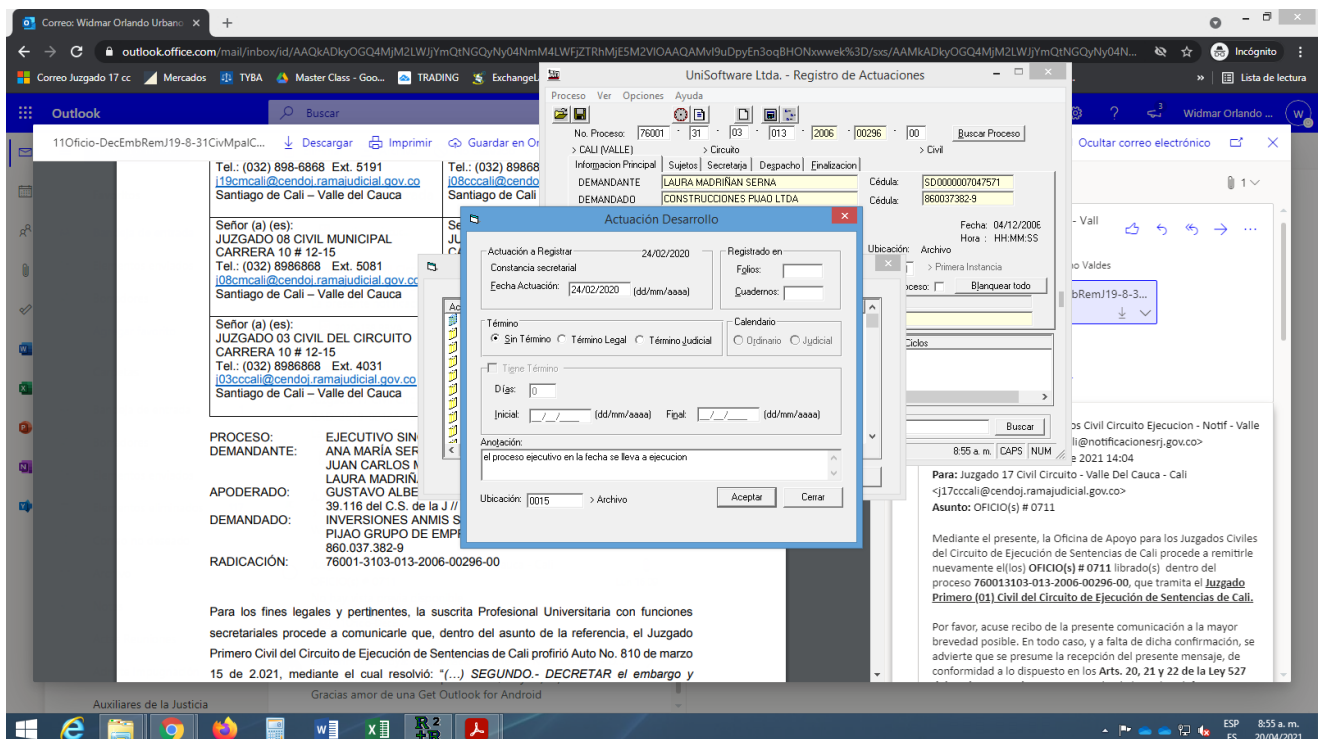 Correo: Widmar Orlando Urbano
outlook.office.com/mail/inbox/id/AAQkADkyOGQ4MjM2LWJjYmQtNGQyNy04NmM4LWFjZTRhMjE5M2VlOAAQAMvI9uDpyEn3oqBHONxwwek%3D/sxs/AAMkADkyOGQ4MjM2LWJjYmQtNGQyNy04N...
Incógnito
Correo Juzgado 17 cc
Mercados
TYBA
Master Class - Goo...
TRADING
ExchangeL
Lista de lectura
Outlook
Buscar
Widmar Orlando ...
W
11Oficio-DecEmbRemJ19-8-31CivMpalC...
Descargar
Imprimir
Guardar en On
Ocultar correo electrónico
Tel.: (032) 898-6868 Ext. 5191
j19cmcali@cendoj.ramajudicial.gov.co
Santiago de Cali – Valle del Cauca
Tel.: (032) 89868
j08cccali@cendo
Santiago de Cali
Señor (a) (es):
JUZGADO 08 CIVIL MUNICIPAL
CARRERA 10 # 12-15
Tel.: (032) 8986868 Ext. 5081
j08cmcali@cendoj.ramajudicial.gov.co
Santiago de Cali – Valle del Cauca
Señor (a) (es):
JUZGADO 03 CIVIL DEL CIRCUITO
CARRERA 10 # 12-15
Tel.: (032) 8986868 Ext. 4031
j03cccali@cendoj.ramajudicial.gov.co
Santiago de Cali – Valle del Cauca
PROCESO: EJECUTIVO SIN
DEMANDANTE: ANA MARÍA SER
JUAN CARLOS M
LAURA MADRIÑ
APODERADO: GUSTAVO ALBE
39.116 del C.S. de la J //
DEMANDADO: INVERSIONES ANMIS S
PIJAO GRUPO DE EMPR
860.037.382-9
RADICACIÓN: 76001-3103-013-2006-00296-00
Para los fines legales y pertinentes, la suscrita Profesional Universitaria con funciones
secretariales procede a comunicarle que, dentro del asunto de la referencia, el Juzgado
Primero Civil del Circuito de Ejecución de Sentencias de Cali profirió Auto No. 810 de marzo
15 de 2.021, mediante el cual resolvió: “(…) SEGUNDO.- DECRETAR el embargo y
UniSoftware Ltda. - Registro de Actuaciones
Proceso Ver Opciones Ayuda
No. Proceso: 76001 - 31 - 03 - 013 - 2006 - 00296 - 00 Buscar Proceso
> CALI (VALLE) > Circuito > Civil
Informacion Principal Sujetos Secretaria Despacho Finalizacion
DEMANDANTE LAURA MADRIÑAN SERNA Cédula: SD0000007047571
DEMANDADO CONSTRUCCIONES PIJAO LTDA Cédula: 860037382-9
Fecha: 04/12/2006
Hora : HH:MM:SS
Ubicación: Archivo
> Primera Instancia
oceso: Blanquear todo
Ciclos
Buscar
8:55 a. m. CAPS NUM
Actuación Desarrollo
Actuación a Registrar 24/02/2020
Constancia secretarial
Fecha Actuación: 24/02/2020 (dd/mm/aaaa)
Registrado en
Folios:
Cuadernos:
Término
Sin Término Término Legal Término Judicial
Calendario
Ordinario Judicial
Tiene Término
Días: 0
Inicial: __/__/____ (dd/mm/aaaa) Final: __/__/____ (dd/mm/aaaa)
Anotación:
el proceso ejecutivo en la fecha se lleva a ejecucion
Ubicación: 0015 > Archivo Aceptar Cerrar
1
- Vall
no Valdes
bRemJ19-8-3...
os Civil Circuito Ejecucion - Notif - Valle
li@notificacionesrj.gov.co>
e 2021 14:04
Para: Juzgado 17 Civil Circuito - Valle Del Cauca - Cali
<j17cccali@cendoj.ramajudicial.gov.co>
Asunto: OFICIO(s) # 0711
Mediante el presente, la Oficina de Apoyo para los Juzgados Civiles
del Circuito de Ejecución de Sentencias de Cali procede a remitirle
nuevamente el(los) OFICIO(s) # 0711 librado(s) dentro del
proceso 760013103-013-2006-00296-00, que tramita el Juzgado
Primero (01) Civil del Circuito de Ejecución de Sentencias de Cali.
Por favor, acuse recibo de la presente comunicación a la mayor
brevedad posible. En todo caso, y a falta de dicha confirmación, se
advierte que se presume la recepción del presente mensaje, de
conformidad a lo dispuesto en los Arts. 20, 21 y 22 de la Ley 527
Auxiliares de la Justicia
Gracias amor de una Get Outlook for Android
ESP
ES
8:55 a. m.
20/04/2021